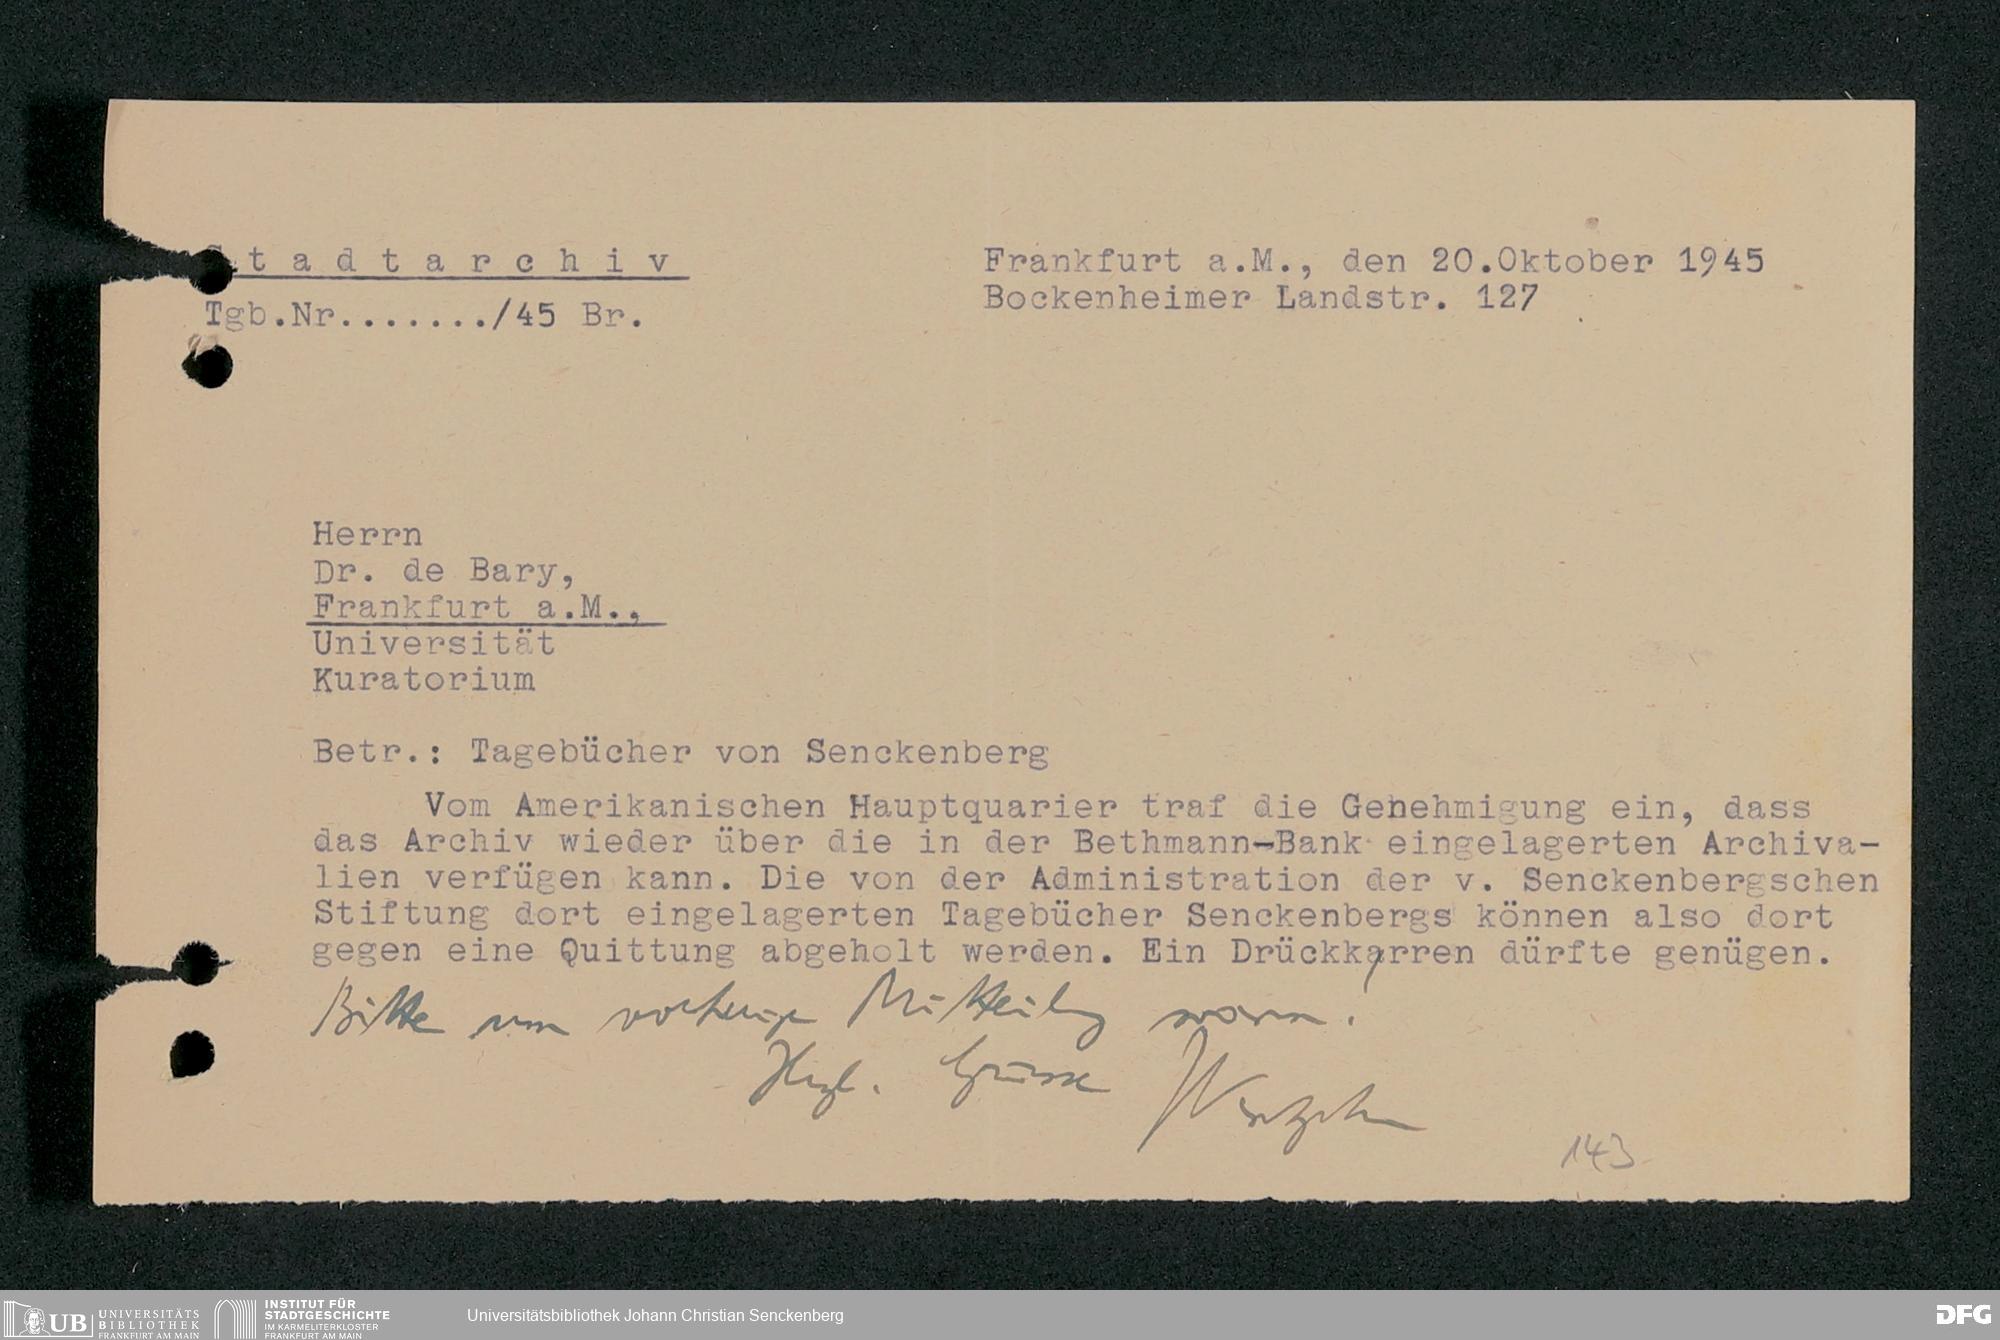 Stadtarchiv
Frankfurt a.M., den 20.Oktober 1945
Bockenheimer Landstr. 127
Tgb.Nr......./45 Br.
Herrn
Dr. de Bary,
Frankfurt a.M.,
Universität
Kuratorium
Betr.: Tagebücher von Senckenberg
Vom Amerikanischen Hauptquarier traf die Genehmigung ein, dass
das Archiv wieder über die in der Bethmann-Bank eingelagerten Archiva-
lien verfügen kann. Die von der Administration der v. Senckenbergschen
Stiftung dort eingelagerten Tagebücher Senckenbergs können also dort
gegen eine Quittung abgeholt werden. Ein Drückkarren dürfte genügen.
Bitte um vorherige Mitteilung wann!
Herzl. Grüsse
143
UB UNIVERSITÄTS
BIBLIOTHEK
FRANKFURT AM MAIN
INSTITUT FÜR
STADTGESCHICHTE
IM KARMELITERKLOSTER
FRANKFURT AM MAIN
Universitätsbibliothek Johann Christian Senckenberg
DFG